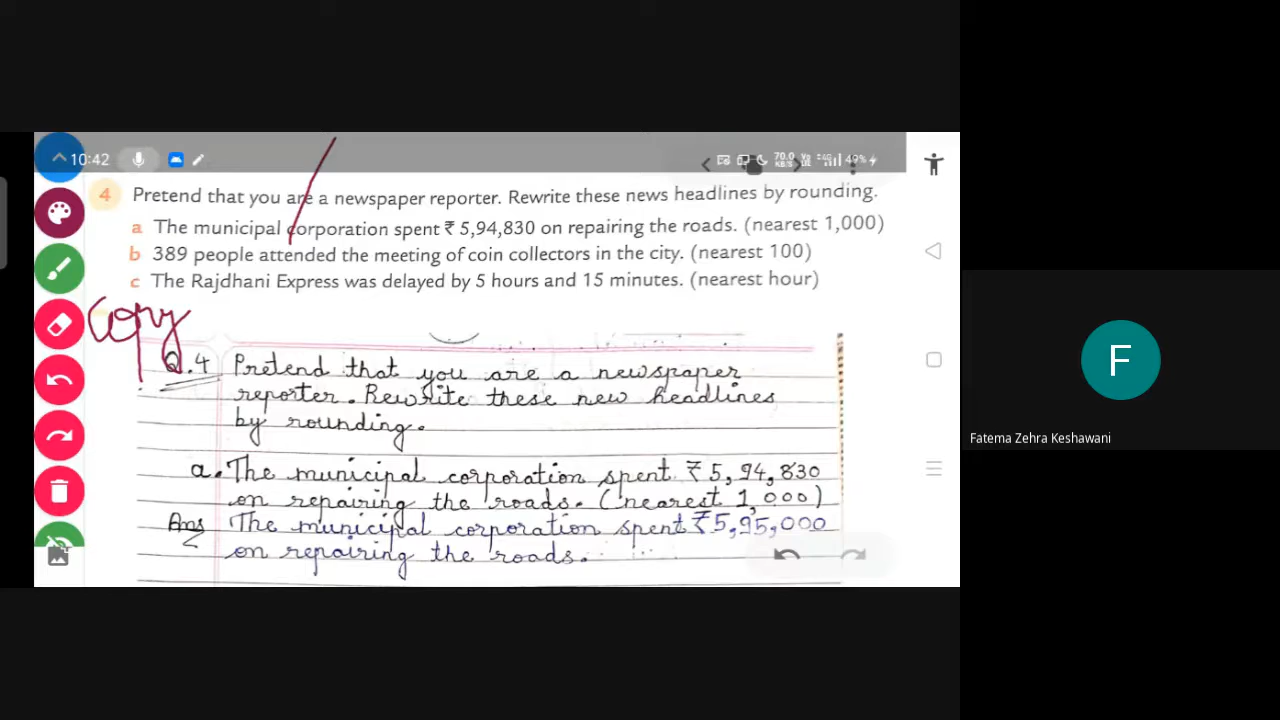 10:42
49%
4 Pretend that you are a newspaper reporter. Rewrite these news headlines by rounding.
a The municipal corporation spent ₹ 5,94,830 on repairing the roads. (nearest 1,000)
b 389 people attended the meeting of coin collectors in the city. (nearest 100)
c The Rajdhani Express was delayed by 5 hours and 15 minutes. (nearest hour)
Copy
Q.4 Pretend that you are a newspaper
reporter. Rewrite these new headlines
by rounding.
a. The municipal corporation spent ₹ 5,94,830
on repairing the roads. (nearest 1,000)
Ans The municipal corporation spent ₹5,95,000
on repairing the roads.
F
Fatema Zehra Keshawani